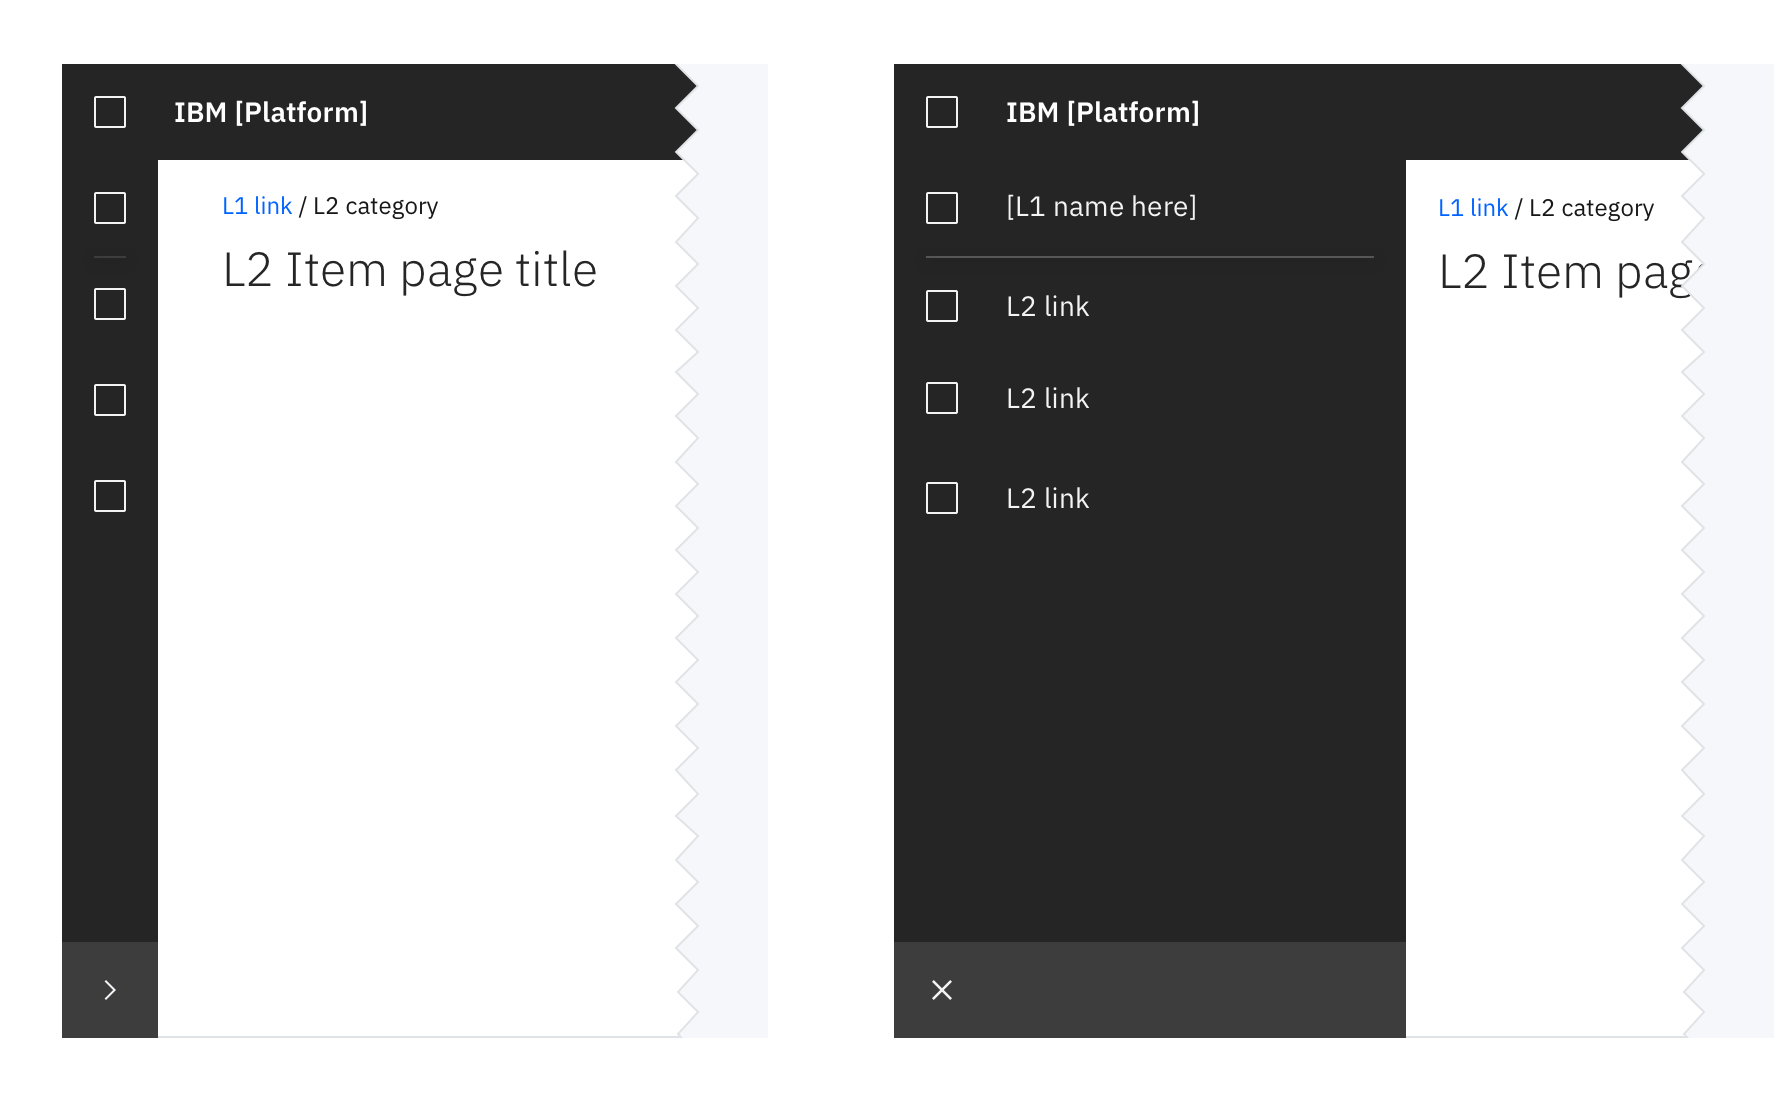 IBM [Platform]
L1 link / L2 category
L2 Item page title
IBM [Platform]
[L1 name here]
L2 link
L2 link
L2 link
L1 link / L2 category
L2 Item pag